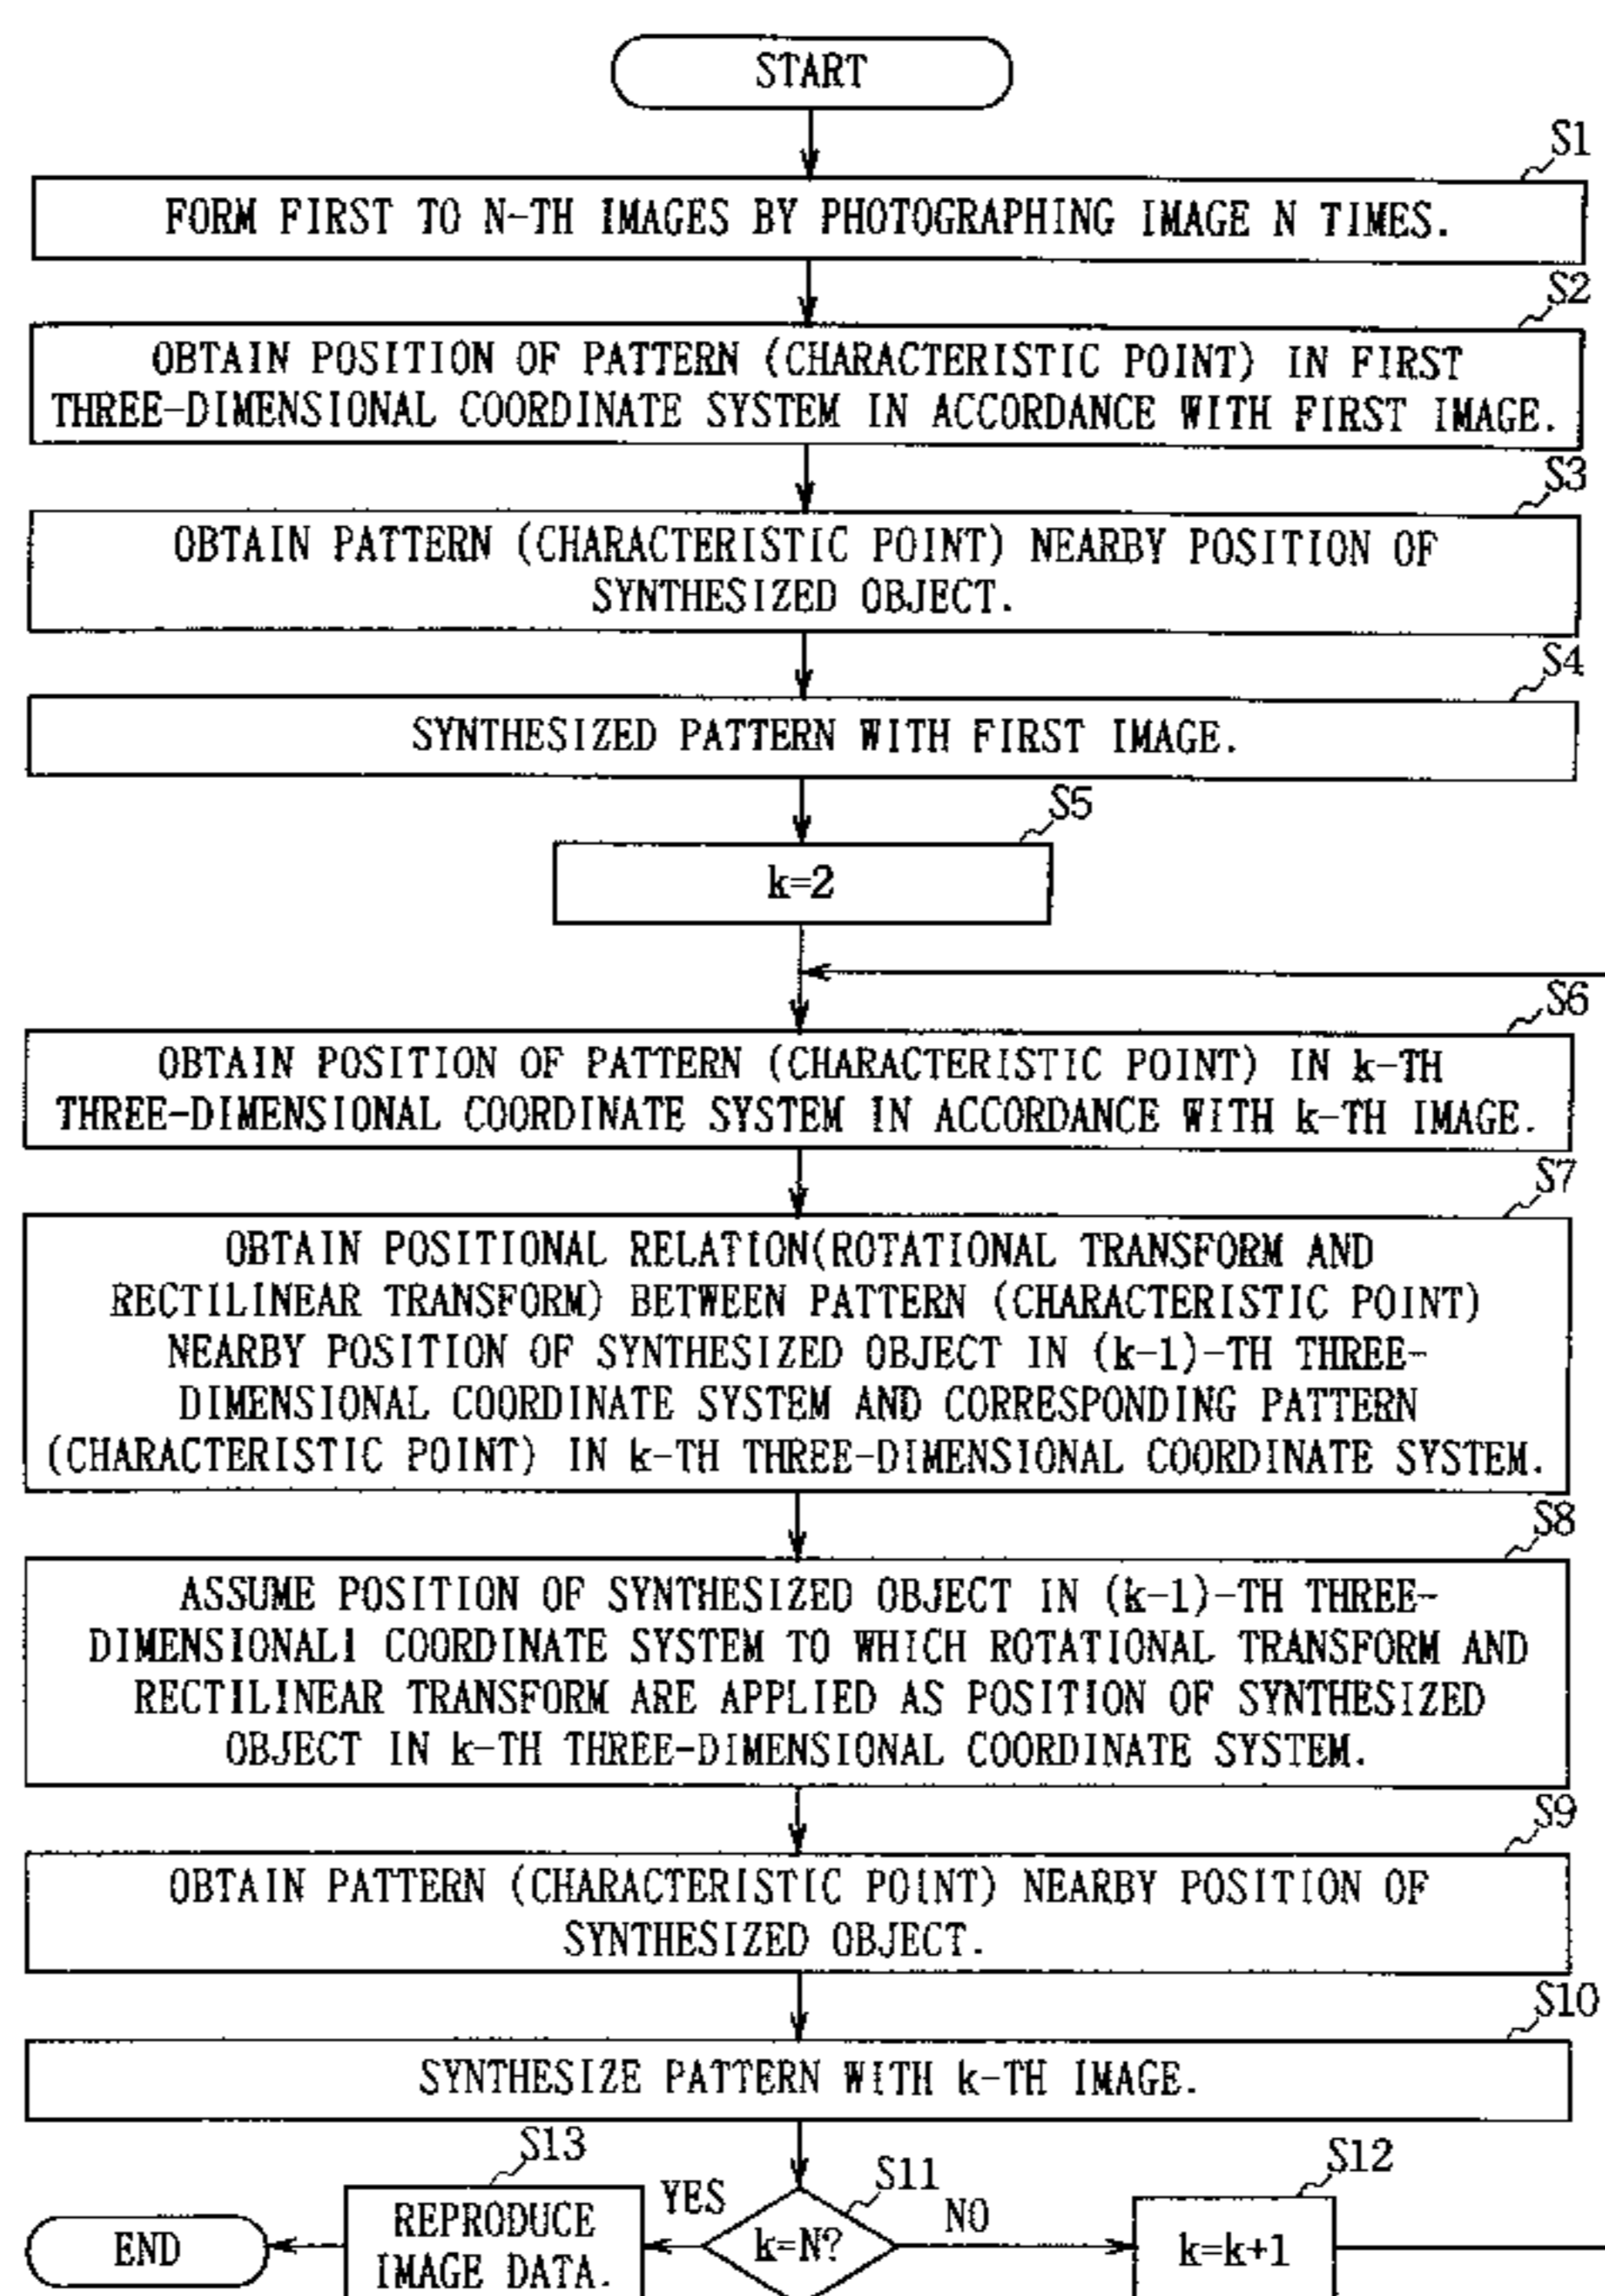 START
S1
FORM FIRST TO N-TH IMAGES BY PHOTOGRAPHING IMAGE N TIMES.
S2
OBTAIN POSITION OF PATTERN (CHARACTERISTIC POINT) IN FIRST
THREE-DIMENSIONAL COORDINATE SYSTEM IN ACCORDANCE WITH FIRST IMAGE.
S3
OBTAIN PATTERN (CHARACTERISTIC POINT) NEARBY POSITION OF
SYNTHESIZED OBJECT.
S4
SYNTHESIZED PATTERN WITH FIRST IMAGE.
S5
k=2
S6
OBTAIN POSITION OF PATTERN (CHARACTERISTIC POINT) IN k-TH
THREE-DIMENSIONAL COORDINATE SYSTEM IN ACCORDANCE WITH k-TH IMAGE.
S7
OBTAIN POSITIONAL RELATION(ROTATIONAL TRANSFORM AND
RECTILINEAR TRANSFORM) BETWEEN PATTERN (CHARACTERISTIC POINT)
NEARBY POSITION OF SYNTHESIZED OBJECT IN (k-1)-TH THREE-
DIMENSIONAL COORDINATE SYSTEM AND CORRESPONDING PATTERN
(CHARACTERISTIC POINT) IN k-TH THREE-DIMENSIONAL COORDINATE SYSTEM.
S8
ASSUME POSITION OF SYNTHESIZED OBJECT IN (k-1)-TH THREE-
DIMENSIONAL1 COORDINATE SYSTEM TO WHICH ROTATIONAL TRANSFORM AND
RECTILINEAR TRANSFORM ARE APPLIED AS POSITION OF SYNTHESIZED
OBJECT IN k-TH THREE-DIMENSIONAL COORDINATE SYSTEM.
S9
OBTAIN PATTERN (CHARACTERISTIC POINT) NEARBY POSITION OF
SYNTHESIZED OBJECT.
S10
SYNTHESIZE PATTERN WITH k-TH IMAGE.
S13
S11
S12
YES
NO
END
REPRODUCE
IMAGE DATA.
k=N?
k=k+1